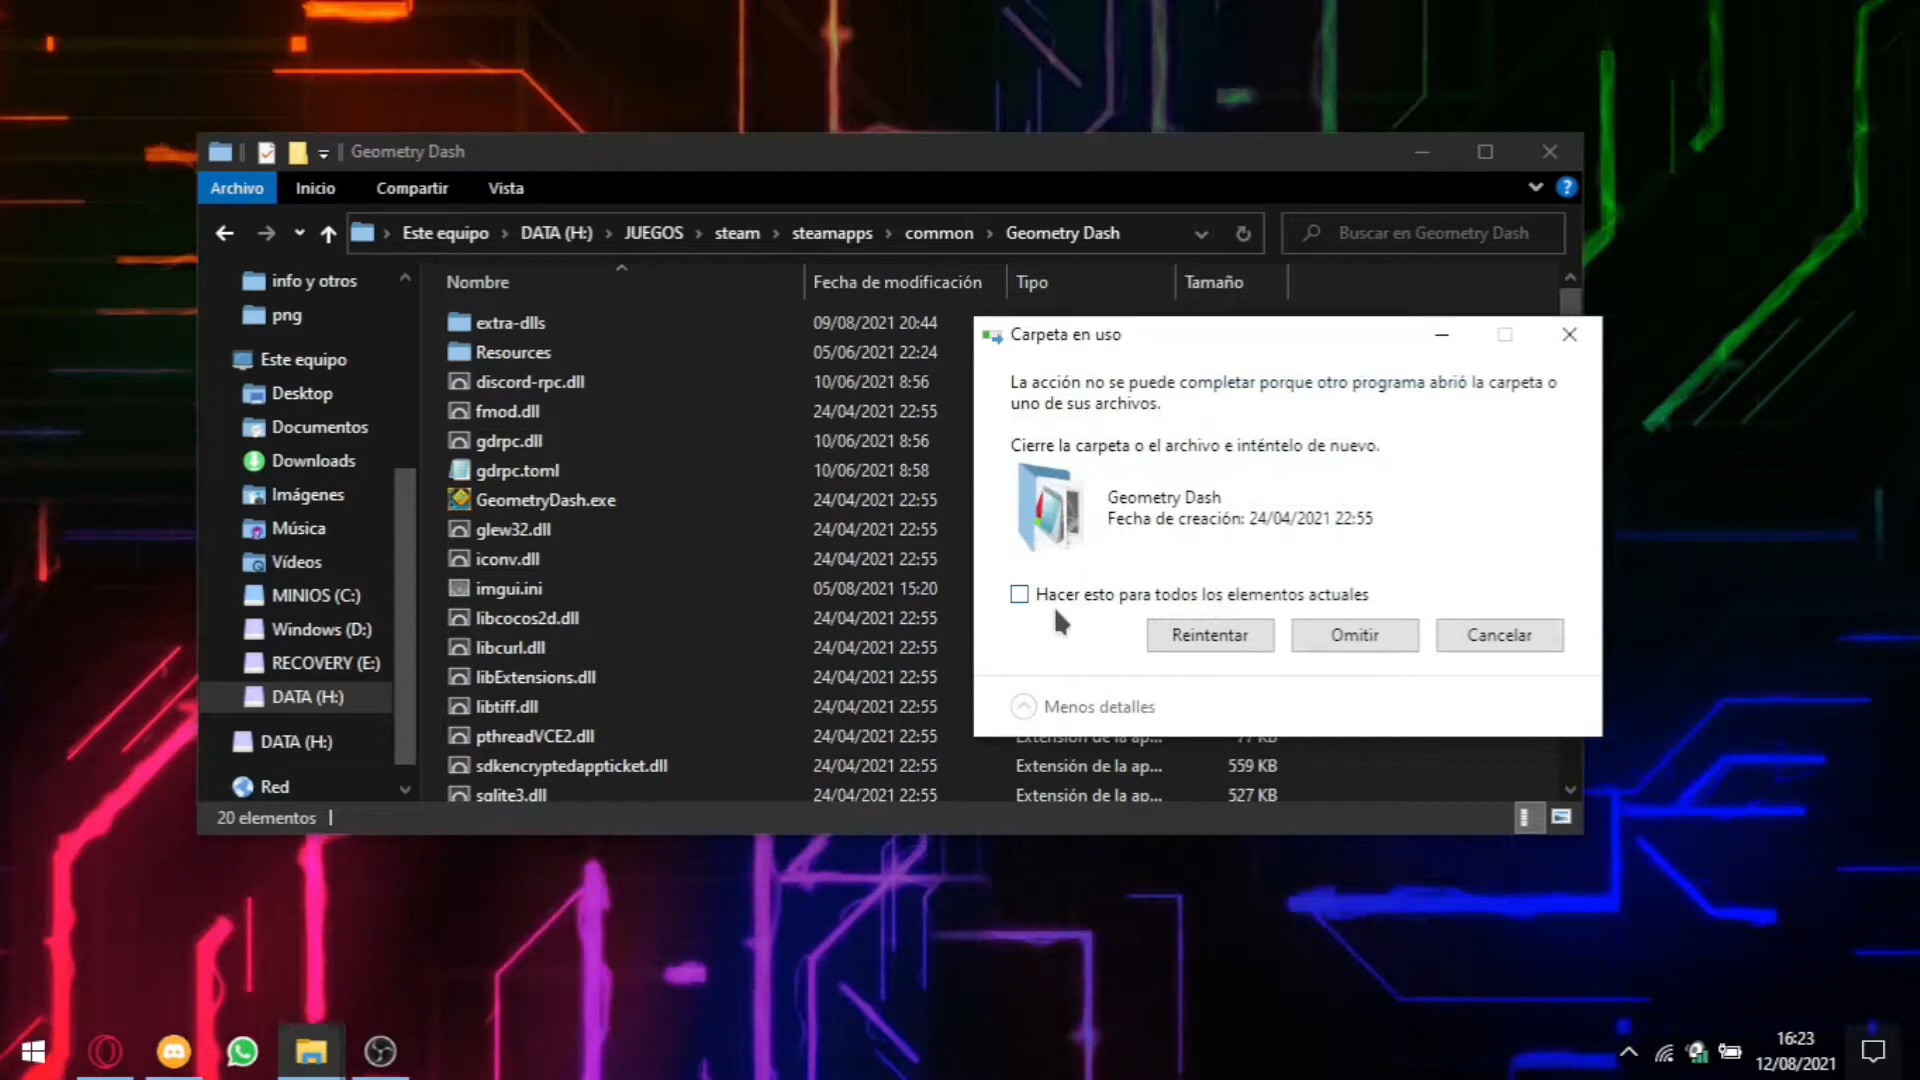 Geometry Dash
Archivo Inicio Compartir Vista
Este equipo DATA (H:) JUEGOS steam steamapps common Geometry Dash
Buscar en Geometry Dash
info y otros
png
Este equipo
Desktop
Documentos
Downloads
Imágenes
Música
Vídeos
MINIOS (C:)
Windows (D:)
RECOVERY (E:)
DATA (H:)
DATA (H:)
Red
Nombre Fecha de modificación Tipo Tamaño
extra-dlls 09/08/2021 20:44
Resources 05/06/2021 22:24
discord-rpc.dll 10/06/2021 8:56
fmod.dll 24/04/2021 22:55
gdrpc.dll 10/06/2021 8:56
gdrpc.toml 10/06/2021 8:58
GeometryDash.exe 24/04/2021 22:55
glew32.dll 24/04/2021 22:55
iconv.dll 24/04/2021 22:55
imgui.ini 05/08/2021 15:20
libcocos2d.dll 24/04/2021 22:55
libcurl.dll 24/04/2021 22:55
libExtensions.dll 24/04/2021 22:55
libtiff.dll 24/04/2021 22:55
pthreadVCE2.dll 24/04/2021 22:55 Extensión de la ap... 77 KB
sdkencryptedappticket.dll 24/04/2021 22:55 Extensión de la ap... 559 KB
sqlite3.dll 24/04/2021 22:55 Extensión de la ap... 527 KB
20 elementos
Carpeta en uso
La acción no se puede completar porque otro programa abrió la carpeta o
uno de sus archivos.
Cierre la carpeta o el archivo e inténtelo de nuevo.
Geometry Dash
Fecha de creación: 24/04/2021 22:55
Hacer esto para todos los elementos actuales
Reintentar Omitir Cancelar
Menos detalles
16:23
12/08/2021